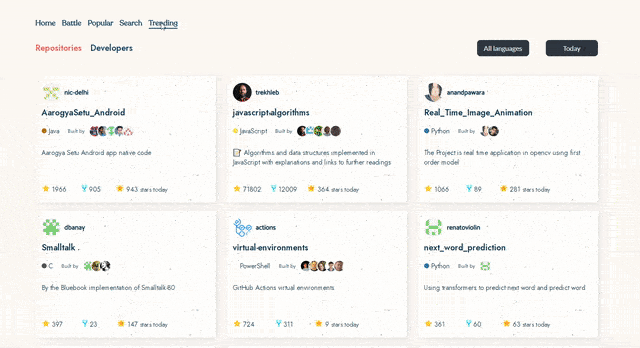 Home Battle Popular Search Trending
Repositories Developers All languages Today
nic-delhi
AarogyaSetu_Android
Java Built by
Aarogya Setu Android app native code
1966 905 943 stars today
trekhleb
javascript-algorithms
JavaScript Built by
Algorithms and data structures implemented in
JavaScript with explanations and links to further readings
71802 12009 364 stars today
anandpawara
Real_Time_Image_Animation
Python Built by
The Project is real time application in opencv using first
order model
1066 89 281 stars today
dbanay
Smalltalk
C Built by
By the Bluebook implementation of Smalltalk-80
397 23 147 stars today
actions
virtual-environments
PowerShell Built by
GitHub Actions virtual environments
724 311 9 stars today
renatoviolin
next_word_prediction
Python Built by
Using transformers to predict next word and predict word
361 60 63 stars today